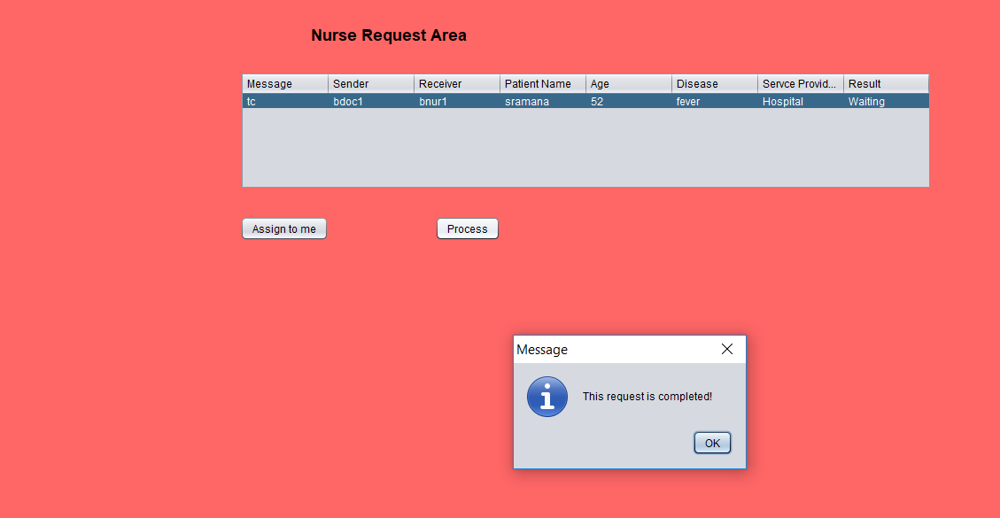 Nurse Request Area
Message Sender Receiver Patient Name Age Disease Servce Provid... Result
tc bdoc1 bnur1 sramana 52 fever Hospital Waiting
Assign to me Process
Message
This request is completed!
OK